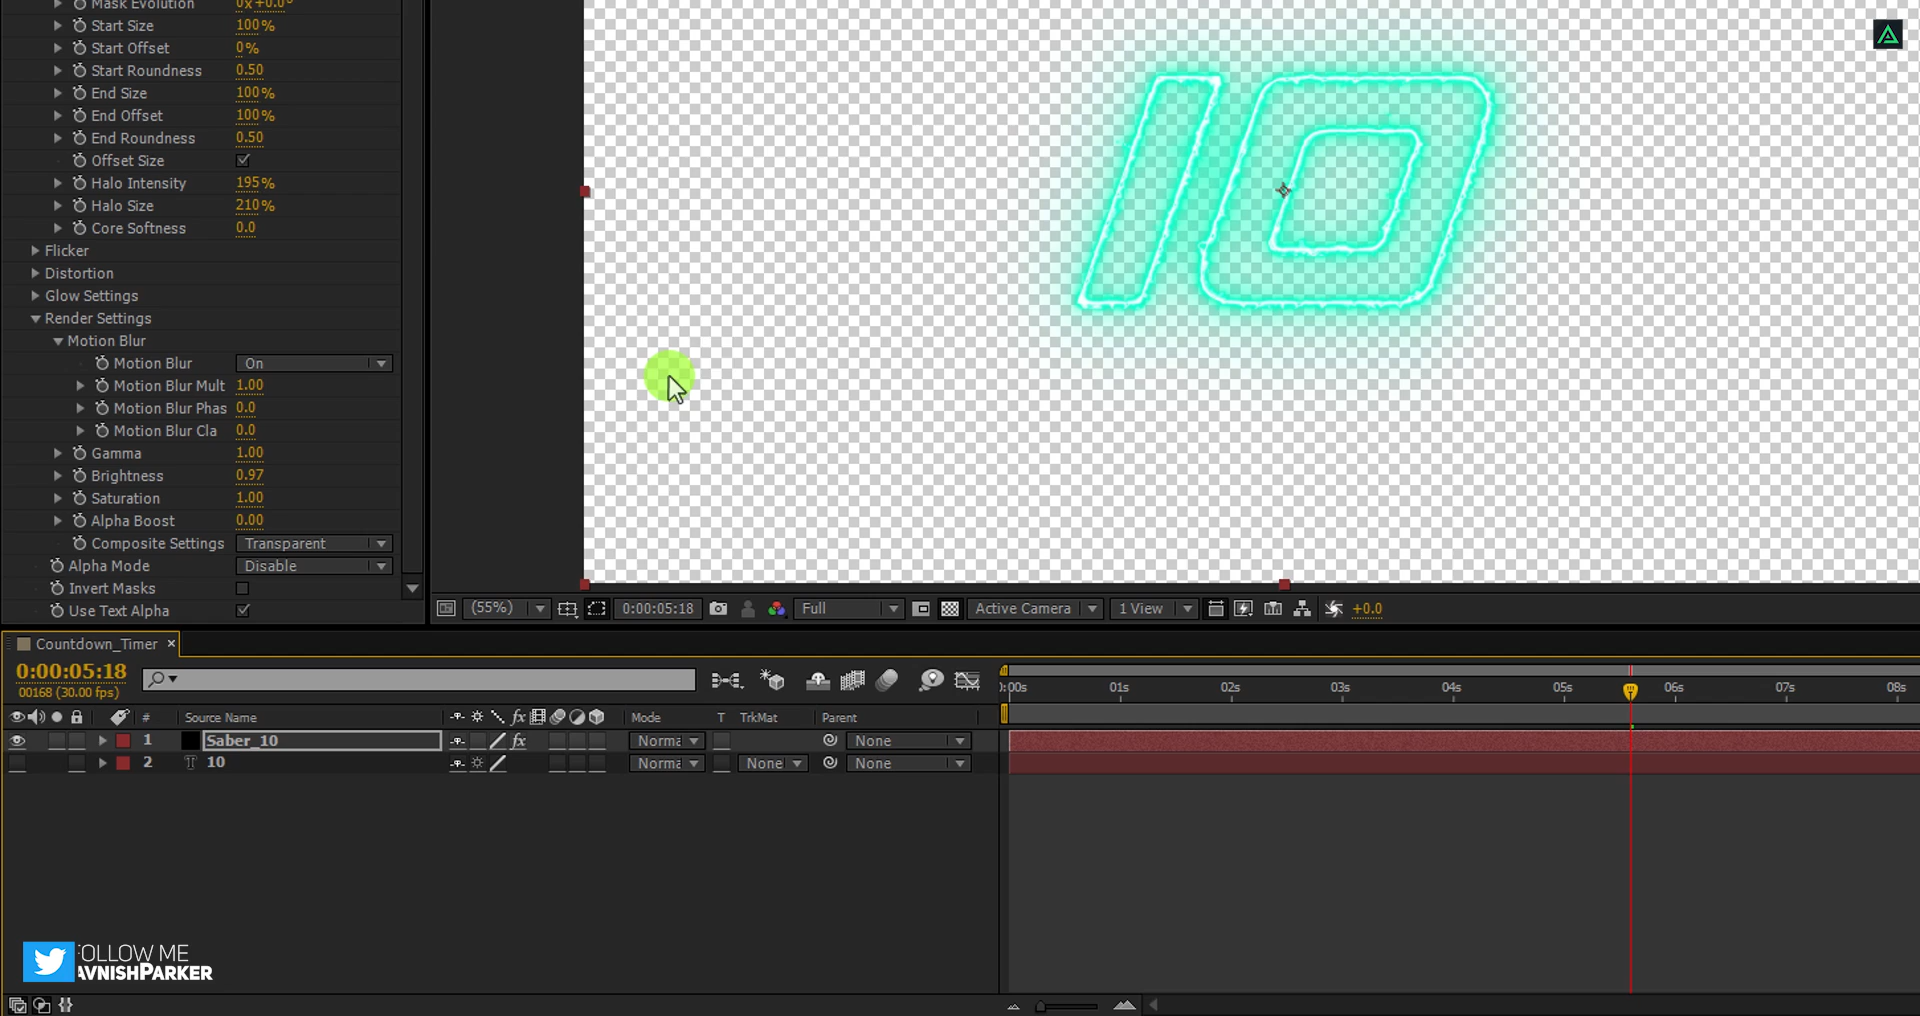 Mask Evolution 0x+0.0°
Start Size 100%
Start Offset 0%
Start Roundness 0.50
End Size 100%
End Offset 100%
End Roundness 0.50
Offset Size
Halo Intensity 195%
Halo Size 210%
Core Softness 0.0
Flicker
Distortion
Glow Settings
Render Settings
Motion Blur
Motion Blur On
Motion Blur Mult 1.00
Motion Blur Phas 0.0
Motion Blur Cla 0.0
Gamma 1.00
Brightness 0.97
Saturation 1.00
Alpha Boost 0.00
Composite Settings Transparent
Alpha Mode Disable
Invert Masks
Use Text Alpha
10
(55%) 0:00:05:18 Full Active Camera 1 View +0.0
Countdown_Timer ×
0:00:05:18
00168 (30.00 fps)
):00s 01s 02s 03s 04s 05s 06s 07s 08s
# Source Name fx Mode T TrkMat Parent
1 Saber_10 fx Norma None
2 T 10 Norma None None
FOLLOW ME
AVNISHPARKER